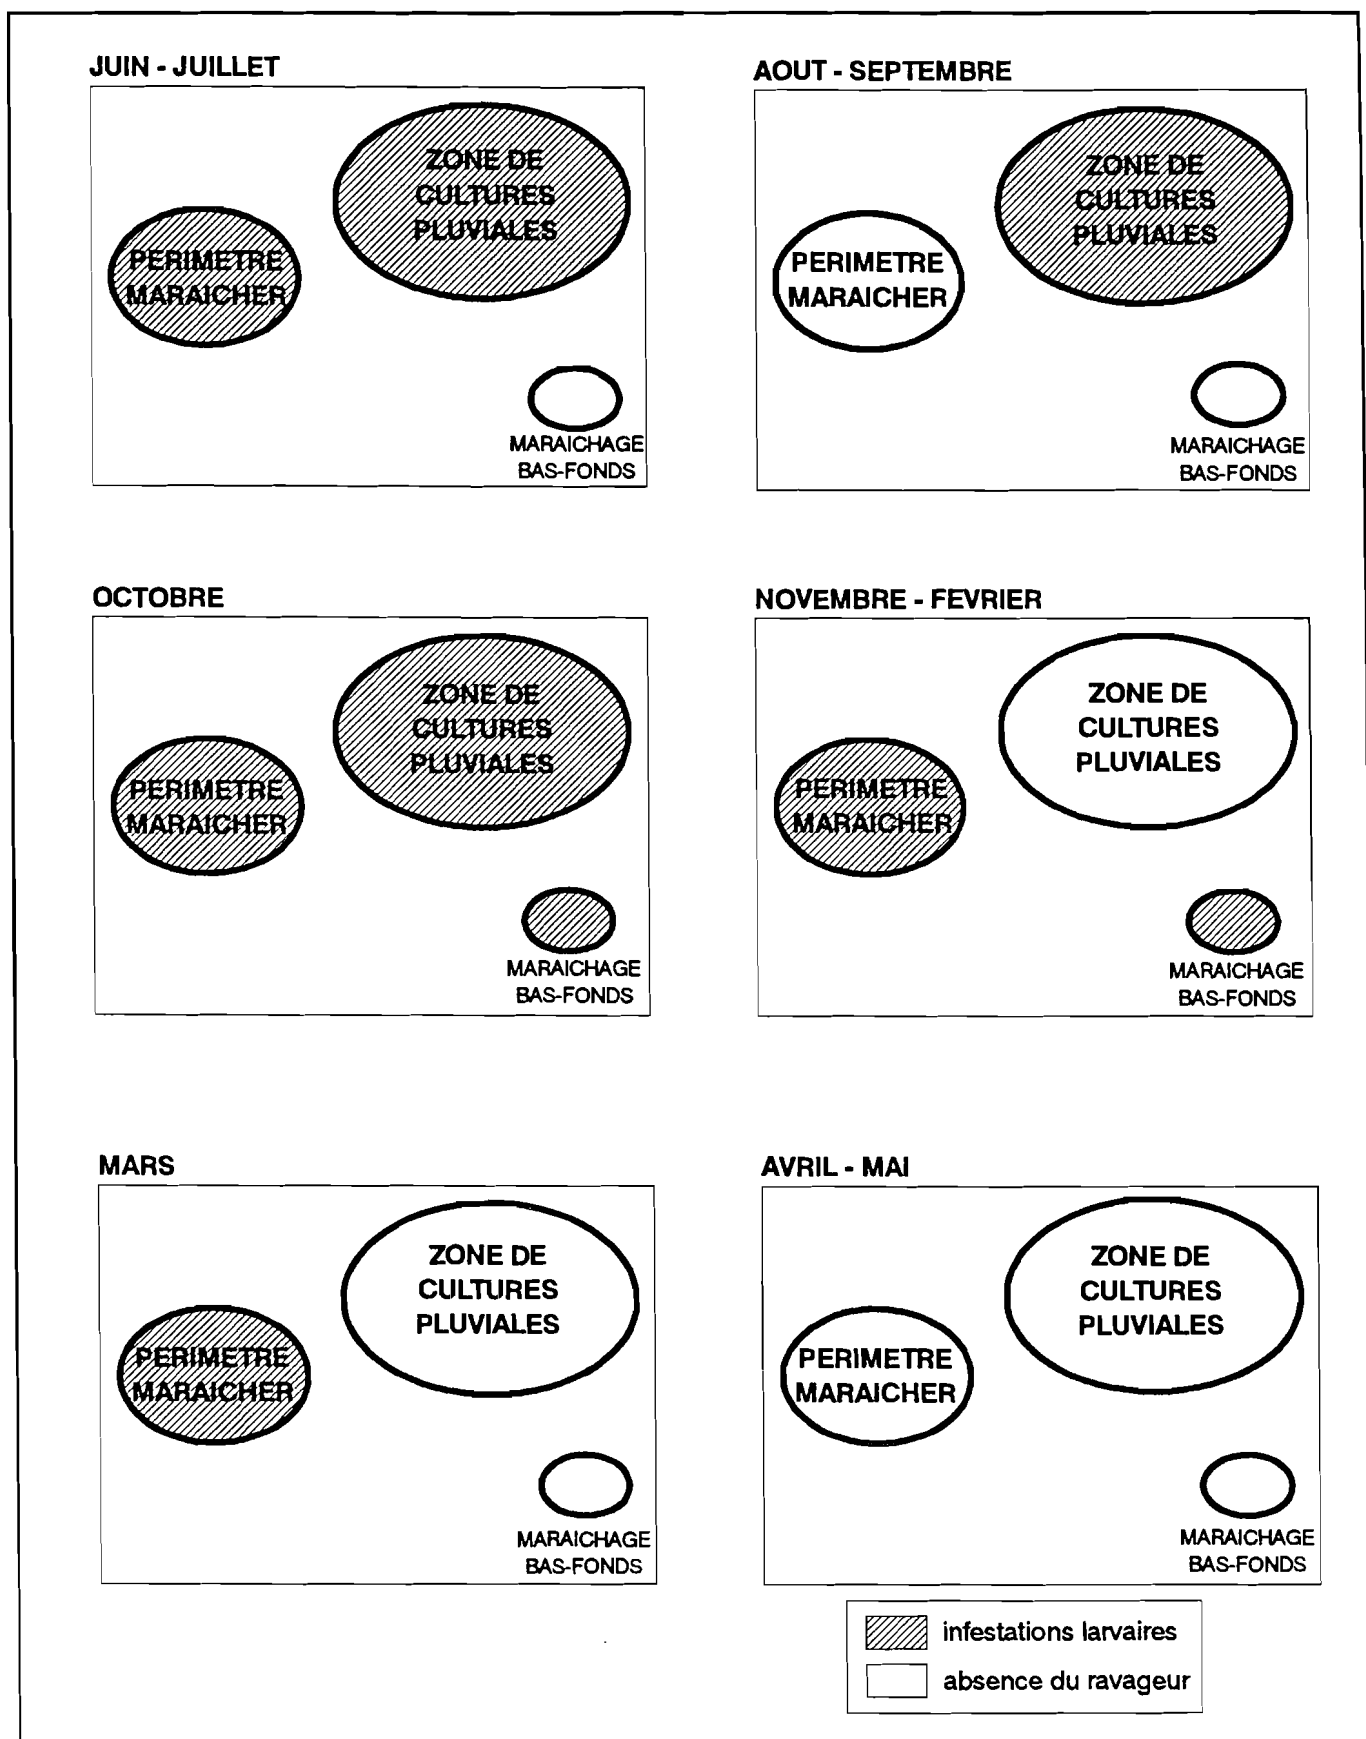 JUIN - JUILLET
ZONE DE
CULTURES
PLUVIALES
PERIMETRE
MARAICHER
MARAICHAGE
BAS-FONDS
AOUT - SEPTEMBRE
ZONE DE
CULTURES
PLUVIALES
PERIMETRE
MARAICHER
MARAICHAGE
BAS-FONDS
OCTOBRE
ZONE DE
CULTURES
PLUVIALES
PERIMETRE
MARAICHER
MARAICHAGE
BAS-FONDS
NOVEMBRE - FEVRIER
ZONE DE
CULTURES
PLUVIALES
PERIMETRE
MARAICHER
MARAICHAGE
BAS-FONDS
MARS
ZONE DE
CULTURES
PLUVIALES
PERIMETRE
MARAICHER
MARAICHAGE
BAS-FONDS
AVRIL - MAI
ZONE DE
CULTURES
PLUVIALES
PERIMETRE
MARAICHER
MARAICHAGE
BAS-FONDS
infestations larvaires
absence du ravageur